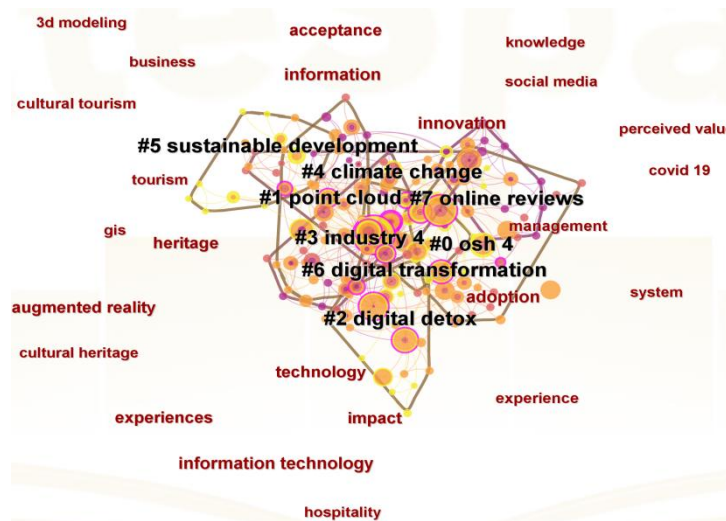 3d modeling
acceptance
knowledge
business
information
social media
cultural tourism
innovation
perceived valu
#5 sustainable development
#4 climate change
covid 19
tourism
#1 point cloud
#7 online reviews
gis
heritage
#3 industry 4
#0 osh 4
management
#6 digital transformation
augmented reality
adoption
system
#2 digital detox
cultural heritage
technology
experience
experiences
impact
information technology
hospitality